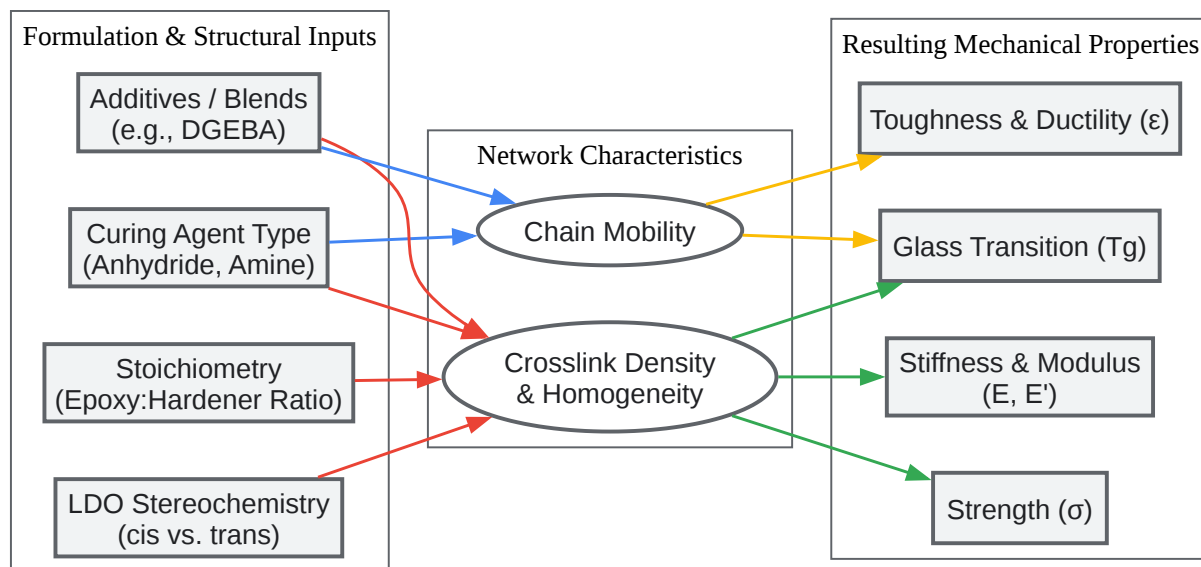 Formulation & Structural Inputs
Additives / Blends
(e.g., DGEBA)
Curing Agent Type
(Anhydride, Amine)
Stoichiometry
(Epoxy:Hardener Ratio)
LDO Stereochemistry
(cis vs. trans)
Network Characteristics
Chain Mobility
Crosslink Density
& Homogeneity
Resulting Mechanical Properties
Toughness & Ductility (ε)
Glass Transition (Tg)
Stiffness & Modulus
(E, E')
Strength (σ)